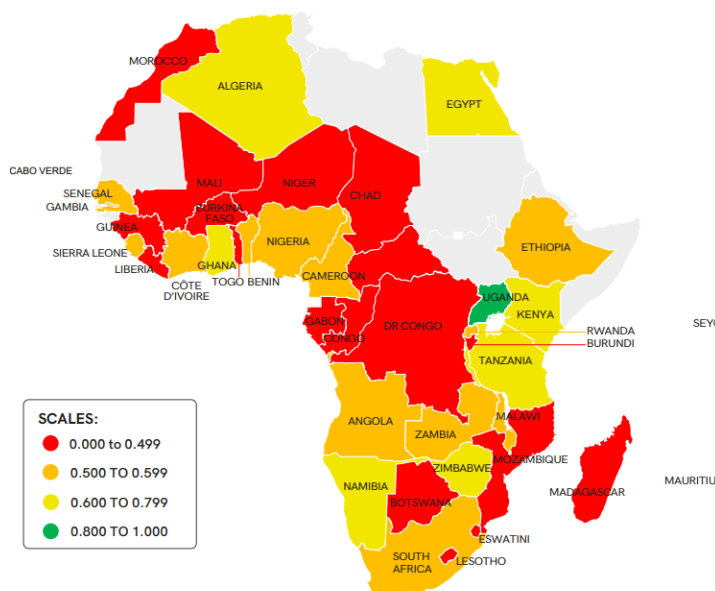 MOROCCO
ALGERIA
EGYPT
CABO VERDE
MALI
NIGER
CHAD
SENEGAL
GAMBIA
BURKINA
FASO
GUINEA
NIGERIA
ETHIOPIA
SIERRA LEONE
GHANA
LIBERIA
CAMEROON
CÔTE
D'IVOIRE
TOGO BENIN
UGANDA
KENYA
GABON
DR CONGO
SEYC
RWANDA
CONGO
BURUNDI
TANZANIA
SCALES:
0.000 to 0.499
0.500 TO 0.599
0.600 TO 0.799
0.800 TO 1.000
ANGOLA
MALAWI
ZAMBIA
MOZAMBIQUE
ZIMBABWE
MAURITIU
NAMIBIA
MADAGASCAR
BOTSWANA
ESWATINI
SOUTH
AFRICA
LESOTHO